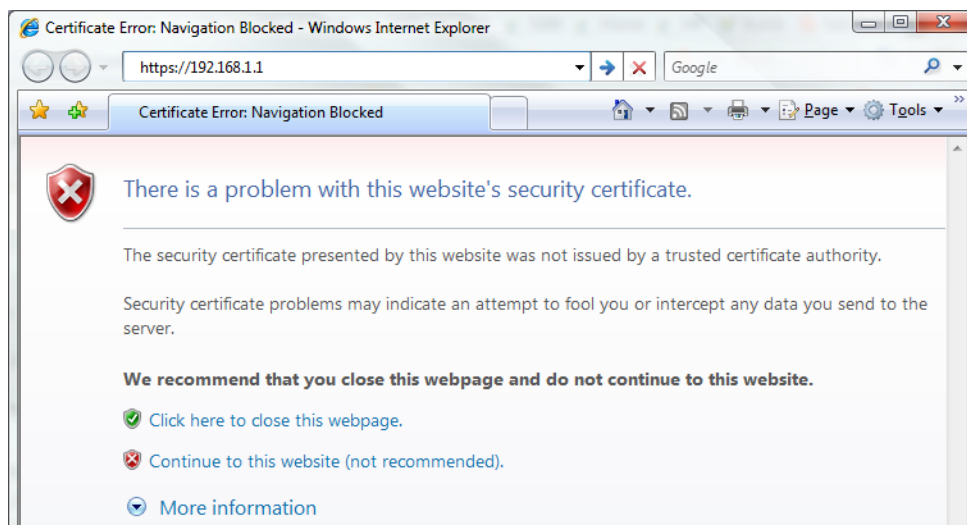 Certificate Error: Navigation Blocked - Windows Internet Explorer
https://192.168.1.1
Google
Certificate Error: Navigation Blocked
Page
Tools
There is a problem with this website's security certificate.
The security certificate presented by this website was not issued by a trusted certificate authority.
Security certificate problems may indicate an attempt to fool you or intercept any data you send to the
server.
We recommend that you close this webpage and do not continue to this website.
Click here to close this webpage.
Continue to this website (not recommended).
More information